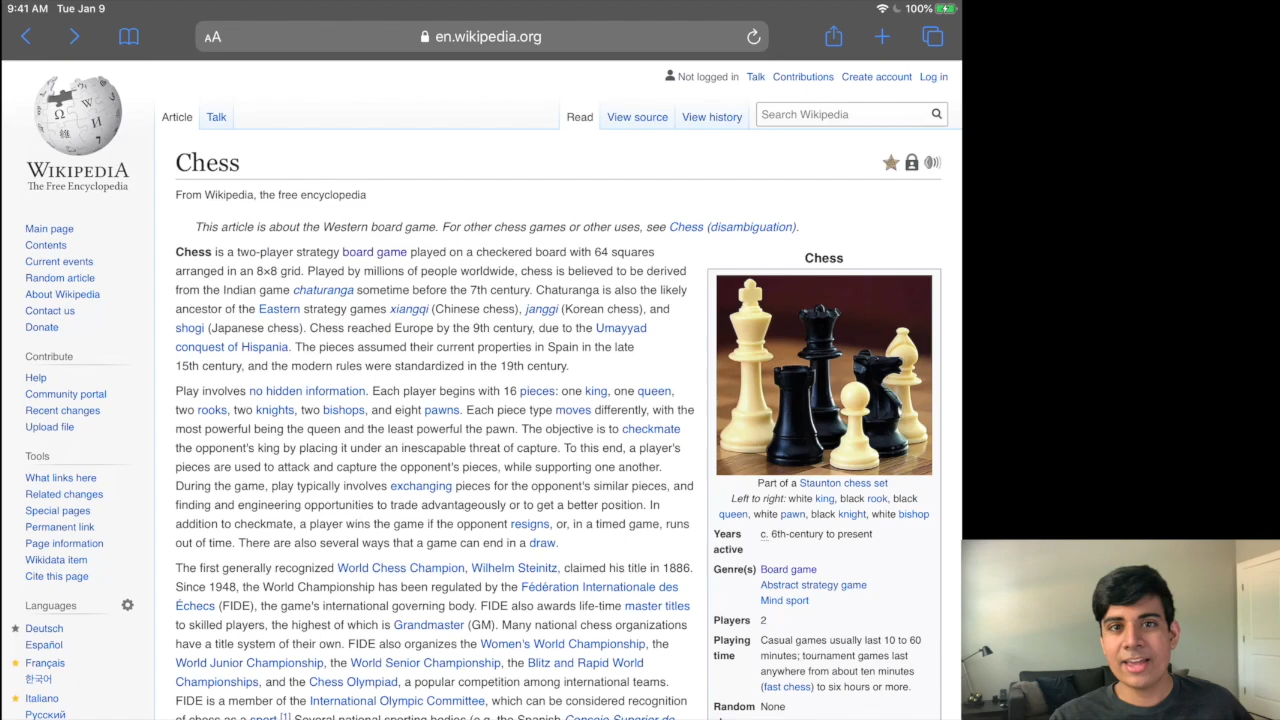 9:41 AM Tue Jan 9
100%
AA
en.wikipedia.org
Not logged in Talk Contributions Create account Log in
Article Talk
Read View source View history
Search Wikipedia
WIKIPEDIA
The Free Encyclopedia
Main page
Contents
Current events
Random article
About Wikipedia
Contact us
Donate
Contribute
Help
Community portal
Recent changes
Upload file
Tools
What links here
Related changes
Special pages
Permanent link
Page information
Wikidata item
Cite this page
Languages
Deutsch
Español
Français
한국어
Italiano
Русский
Chess
From Wikipedia, the free encyclopedia
This article is about the Western board game. For other chess games or other uses, see Chess (disambiguation).
Chess is a two-player strategy board game played on a checkered board with 64 squares
arranged in an 8×8 grid. Played by millions of people worldwide, chess is believed to be derived
from the Indian game chaturanga sometime before the 7th century. Chaturanga is also the likely
ancestor of the Eastern strategy games xiangqi (Chinese chess), janggi (Korean chess), and
shogi (Japanese chess). Chess reached Europe by the 9th century, due to the Umayyad
conquest of Hispania. The pieces assumed their current properties in Spain in the late
15th century, and the modern rules were standardized in the 19th century.
Play involves no hidden information. Each player begins with 16 pieces: one king, one queen,
two rooks, two knights, two bishops, and eight pawns. Each piece type moves differently, with the
most powerful being the queen and the least powerful the pawn. The objective is to checkmate
the opponent's king by placing it under an inescapable threat of capture. To this end, a player's
pieces are used to attack and capture the opponent's pieces, while supporting one another.
During the game, play typically involves exchanging pieces for the opponent's similar pieces, and
finding and engineering opportunities to trade advantageously or to get a better position. In
addition to checkmate, a player wins the game if the opponent resigns, or, in a timed game, runs
out of time. There are also several ways that a game can end in a draw.
The first generally recognized World Chess Champion, Wilhelm Steinitz, claimed his title in 1886.
Since 1948, the World Championship has been regulated by the Fédération Internationale des
Échecs (FIDE), the game's international governing body. FIDE also awards life-time master titles
to skilled players, the highest of which is Grandmaster (GM). Many national chess organizations
have a title system of their own. FIDE also organizes the Women's World Championship, the
World Junior Championship, the World Senior Championship, the Blitz and Rapid World
Championships, and the Chess Olympiad, a popular competition among international teams.
FIDE is a member of the International Olympic Committee, which can be considered recognition
of chess as a sport.[1] Several national sporting bodies (e.g. the Spanish Consejo Superior de
Chess
Part of a Staunton chess set
Left to right: white king, black rook, black
queen, white pawn, black knight, white bishop
Years active c. 6th-century to present
Genre(s) Board game
Abstract strategy game
Mind sport
Players 2
Playing time Casual games usually last 10 to 60
minutes; tournament games last
anywhere from about ten minutes
(fast chess) to six hours or more.
Random None